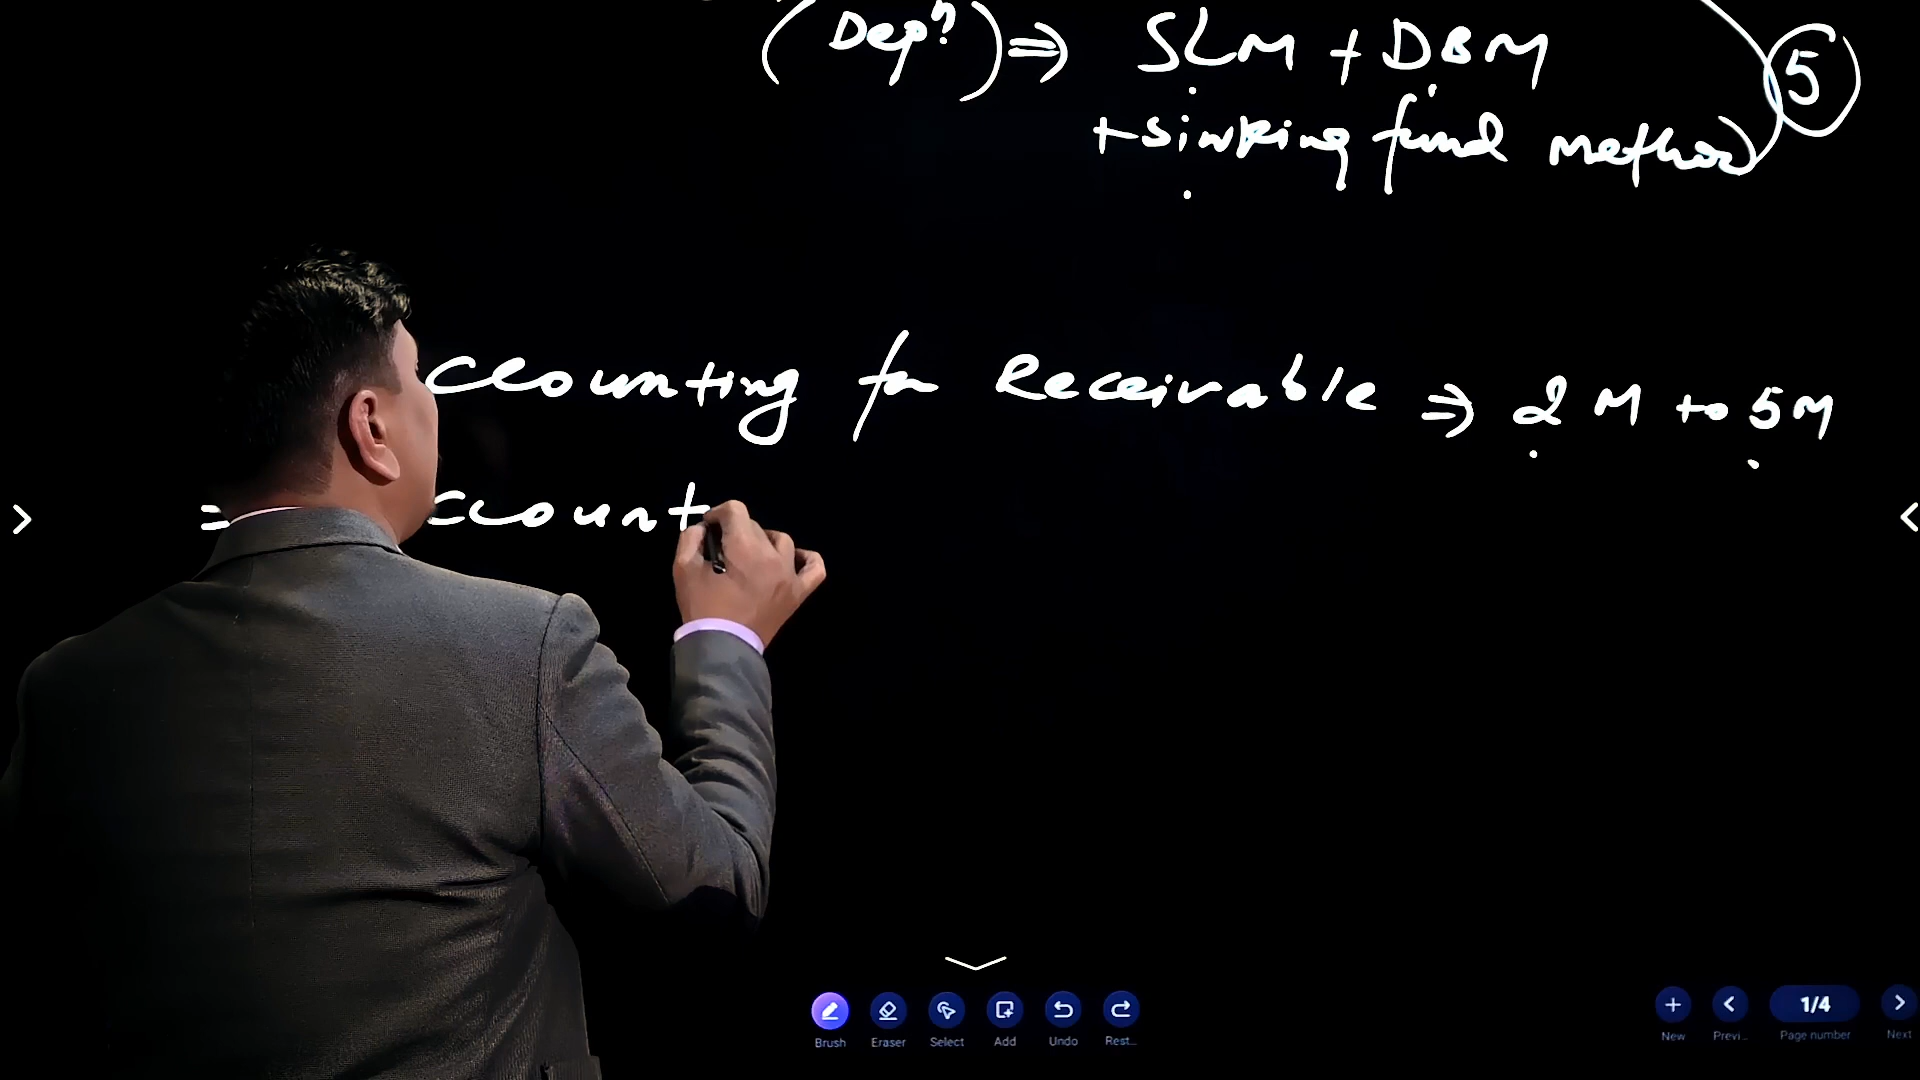 (Depn) ⇒ SLM + DBM
+ sinking fund method
5
ccounting for Receivable ⇒ 2M to 5M
= ccount
Brush Eraser Select Add Undo Rest...
New Previ... 1/4 Page number Next